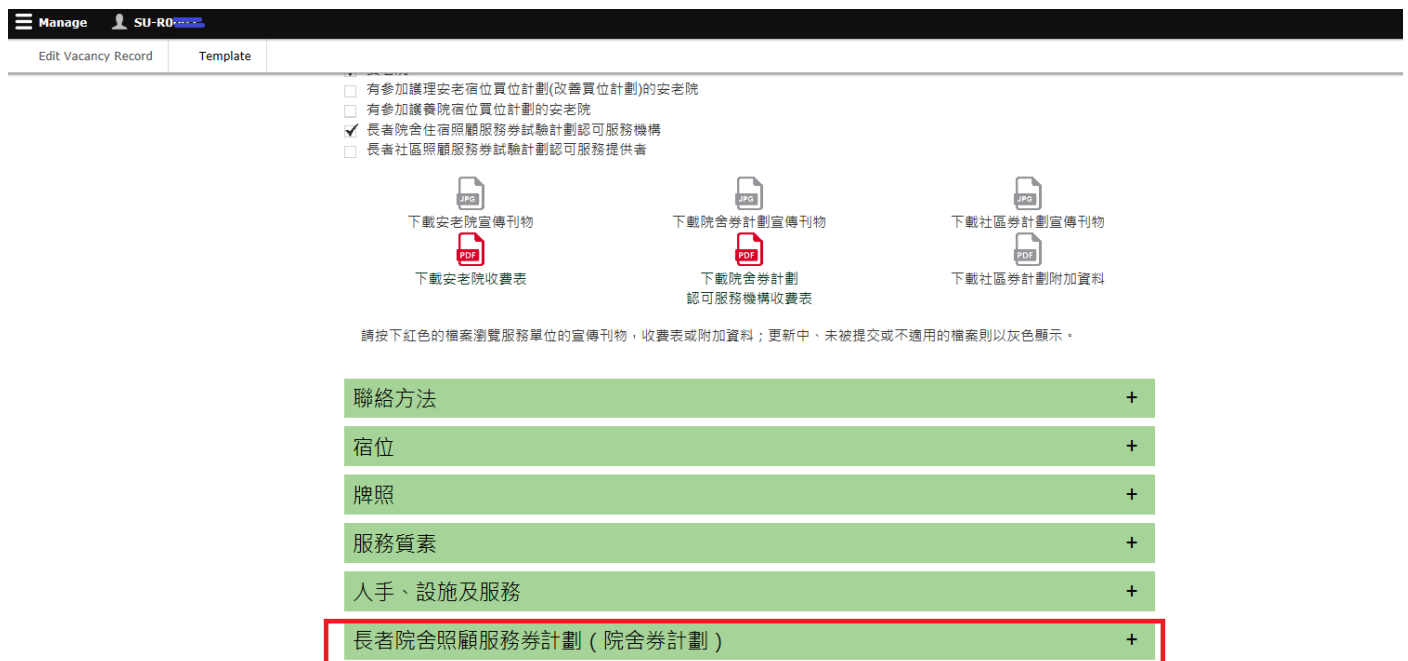 Manage SU-R0
Edit Vacancy Record Template
有參加護理安老宿位買位計劃(改善買位計劃)的安老院
有參加護養院宿位買位計劃的安老院
長者院舍住宿照顧服務券試驗計劃認可服務機構
長者社區照顧服務券試驗計劃認可服務提供者
JPG JPG JPG
下載安老院宣傳刊物 下載院舍券計劃宣傳刊物 下載社區券計劃宣傳刊物
PDF PDF PDF
下載安老院收費表 下載院舍券計劃 下載社區券計劃附加資料
認可服務機構收費表
請按下紅色的檔案瀏覽服務單位的宣傳刊物，收費表或附加資料；更新中、未被提交或不適用的檔案則以灰色顯示。
聯絡方法 +
宿位 +
牌照 +
服務質素 +
人手、設施及服務 +
長者院舍照顧服務券計劃 ( 院舍券計劃 ) +